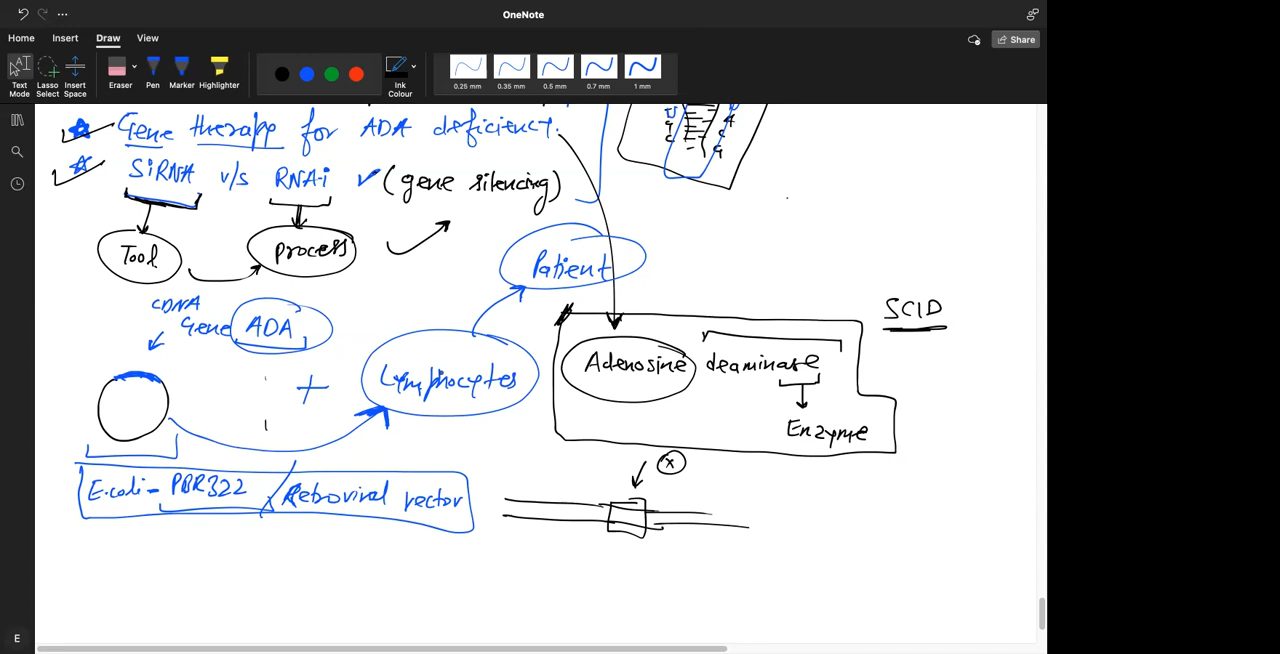 OneNote
Home Insert Draw View
Share
Text Mode
Lasso Select
Insert Space
Eraser
Pen
Marker
Highlighter
Ink Colour
0.25 mm
0.35 mm
0.5 mm
0.7 mm
1 mm
Gene therapy for ADA deficiency.
SiRNA v/s RNA-i (gene silencing)
Tool
Process
Patient
cDNA
Gene ADA
+ Lymphocytes
SCID
Adenosine deaminase
Enzyme
x
E.coli - PBR322 / Retroviral vector
E